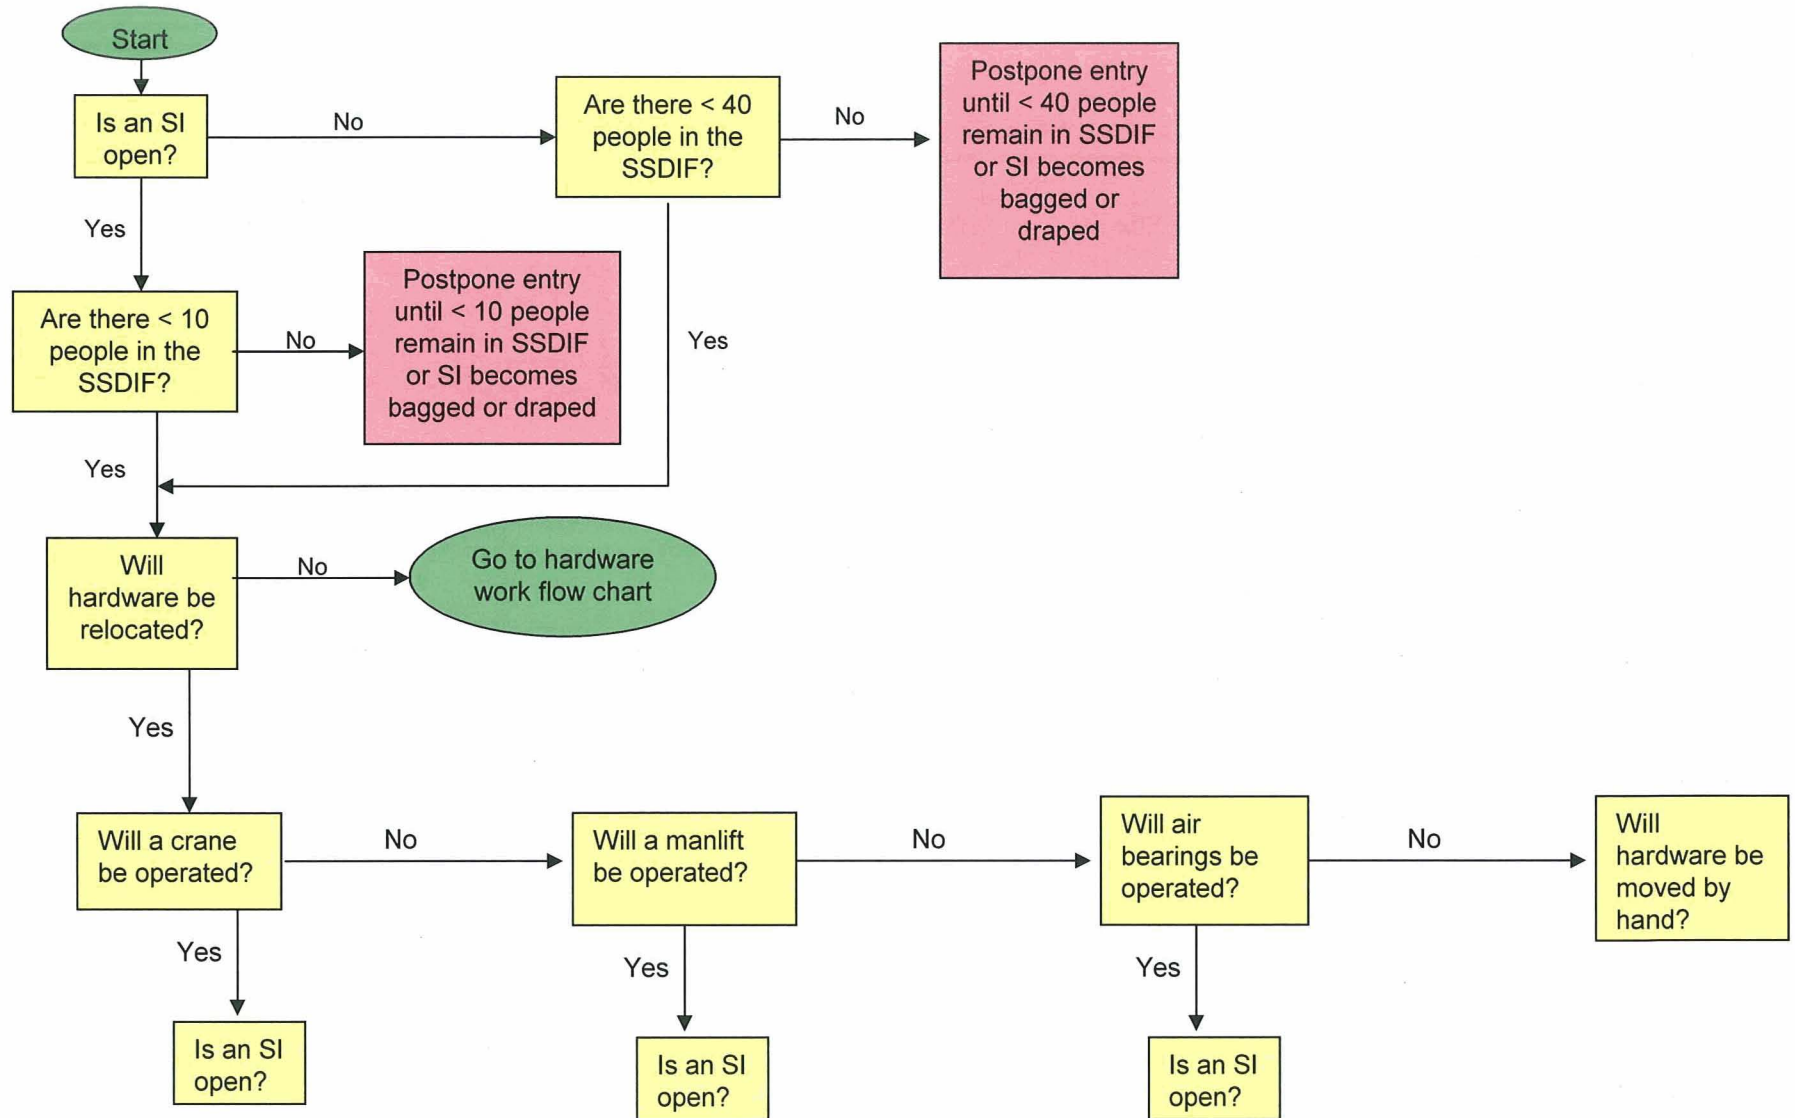 Start
Is an SI
open?
No
Are there < 40
people in the
SSDIF?
No
Postpone entry
until < 40 people
remain in SSDIF
or SI becomes
bagged or
draped
Yes
Are there < 10
people in the
SSDIF?
No
Postpone entry
until < 10 people
remain in SSDIF
or SI becomes
bagged or draped
Yes
Yes
Will
hardware be
relocated?
No
Go to hardware
work flow chart
Yes
Will a crane
be operated?
No
Will a manlift
be operated?
No
Will air
bearings be
operated?
No
Will
hardware be
moved by
hand?
Yes
Is an SI
open?
Yes
Is an SI
open?
Yes
Is an SI
open?